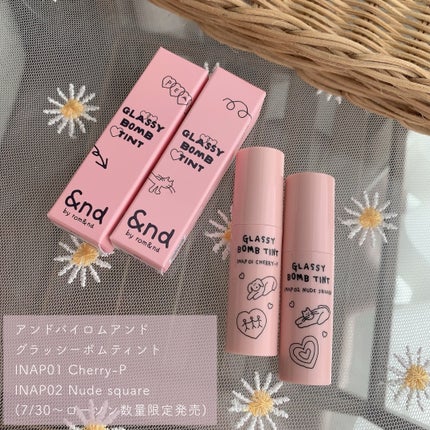 PEK
GLASSY
BOMB
TINT
&nd
by rom&nd
GLASSY
BOMB
TINT
&nd
by rom&nd
GLASSY
BOMB TINT
INAP01 CHERRY-P
GLASSY
BOMB TINT
INAP02 NUDE SQUARE
アンドバイロムアンド
グラッシーボムティント
INAP01 Cherry-P
INAP02 Nude square
(7/30〜ローソン数量限定発売)